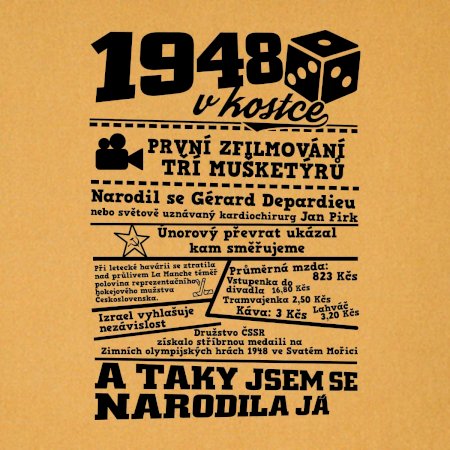 1948
v kostce
PRVNÍ ZFILMOVÁNÍ
TŘÍ MUŠKETÝRŮ
Narodil se Gérard Depardieu
nebo světově uznávaný kardiochirurg Jan Pirk
Únorový převrat ukázal
kam směřujeme
Při letecké havárii se ztratila
nad průlivem La Manche téměř
polovina reprezentačního
hokejového mužstva
Československa.
Průměrná mzda:
823 Kčs
Vstupenka do
divadla 16,80 Kčs
Tramvajenka 2,50 Kčs
Káva: 3 Kčs
Lahváč
3,20 Kčs
Izrael vyhlašuje
nezávislost
Družstvo ČSSR
získalo stříbrnou medaili na
Zimních olympijských hrách 1948 ve Svatém Mořici
A TAKY JSEM SE
NARODILA JÁ